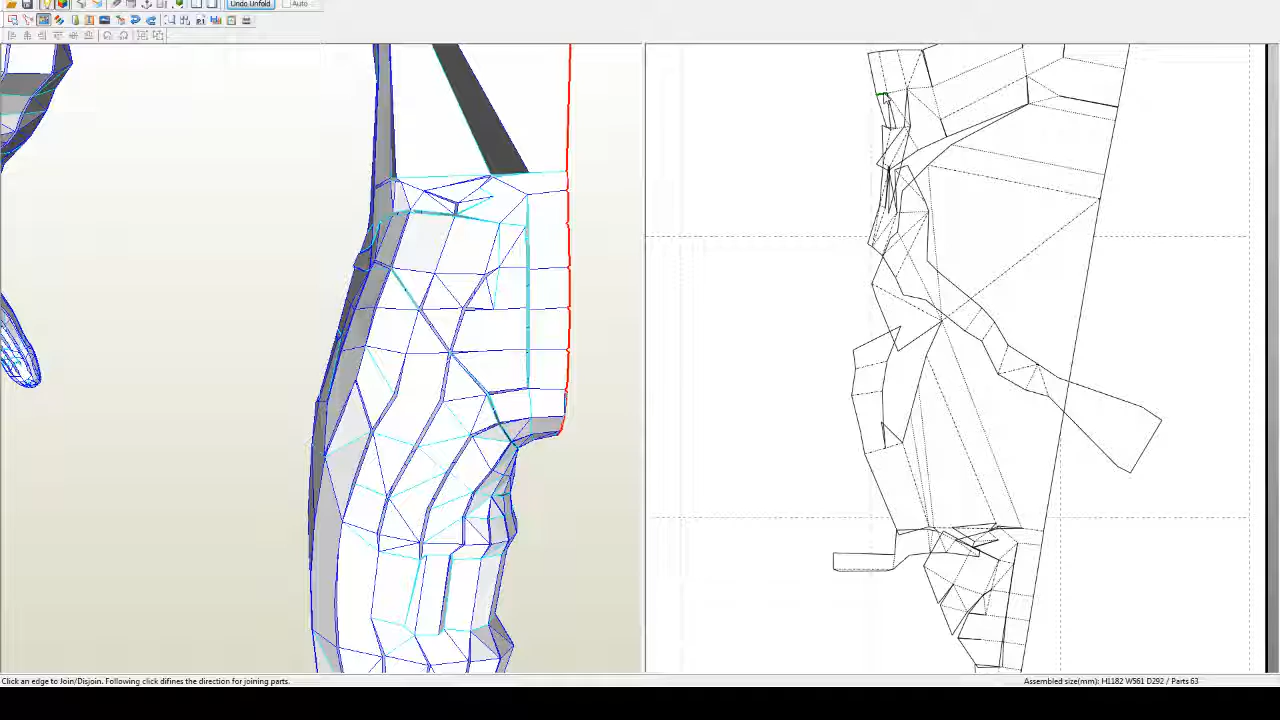 Undo Unfold
Auto
Click an edge to Join/Disjoin. Following click difines the direction for joining parts.
Assembled size(mm): H1182 W561 D292 / Parts 63